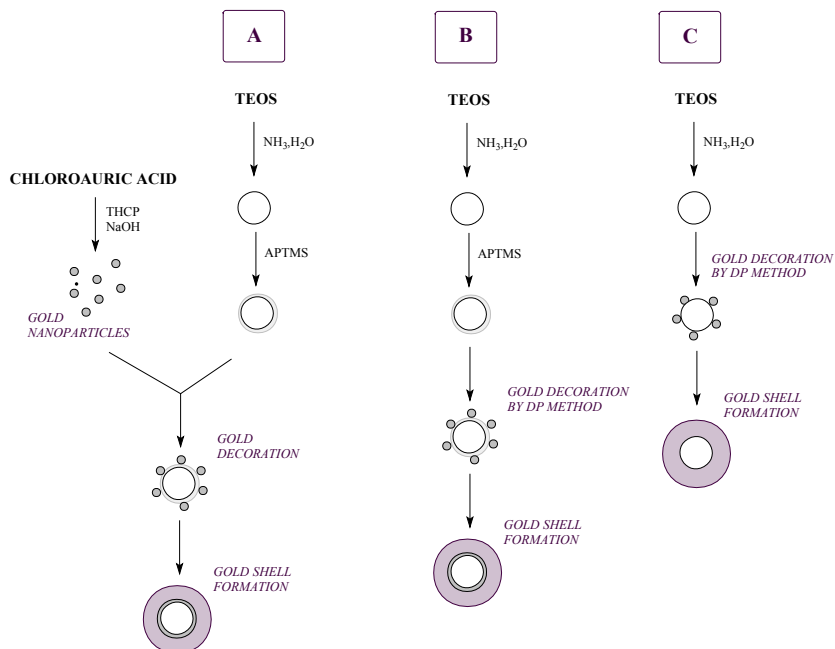 A
B
C
TEOS
NH3,H2O
CHLOROAURIC ACID
THCP
NaOH
APTMS
GOLD
NANOPARTICLES
GOLD
DECORATION
GOLD SHELL
FORMATION
TEOS
NH3,H2O
APTMS
GOLD DECORATION
BY DP METHOD
GOLD SHELL
FORMATION
TEOS
NH3,H2O
GOLD DECORATION
BY DP METHOD
GOLD SHELL
FORMATION